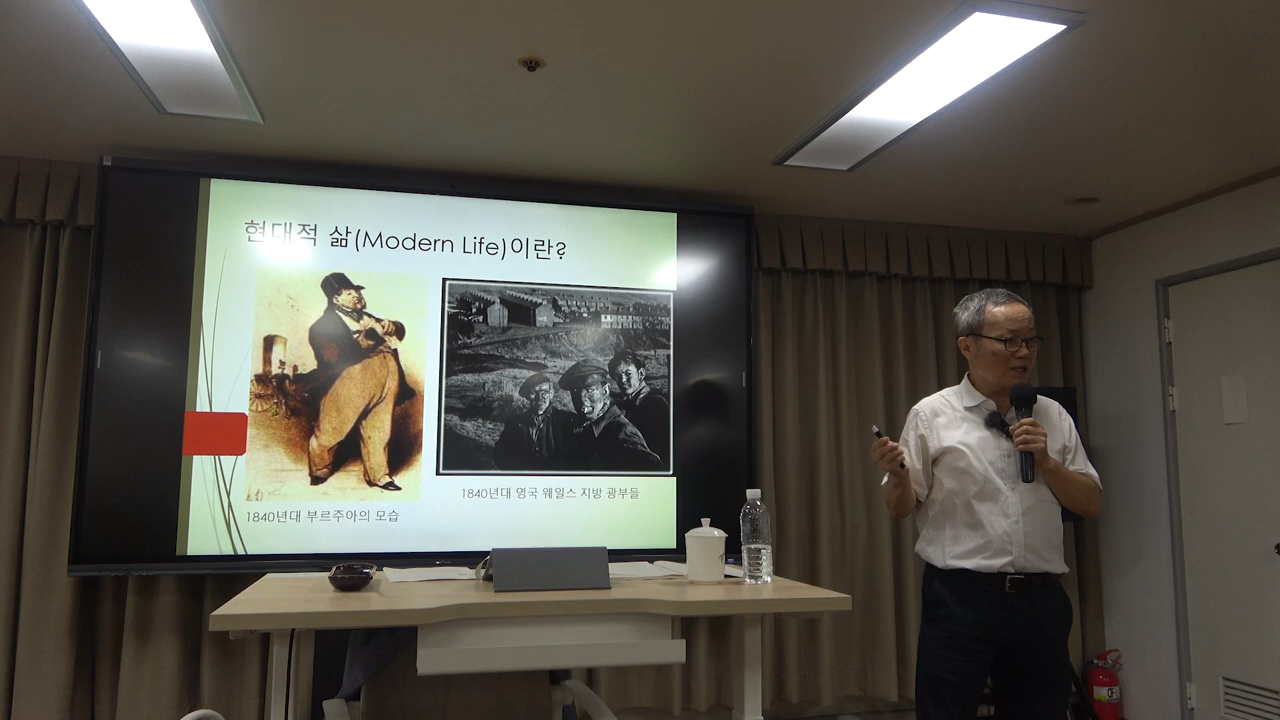 현대적 삶(Modern Life)이란?
1840년대 영국 웨일스 지방 광부들
1840년대 부르주아의 모습